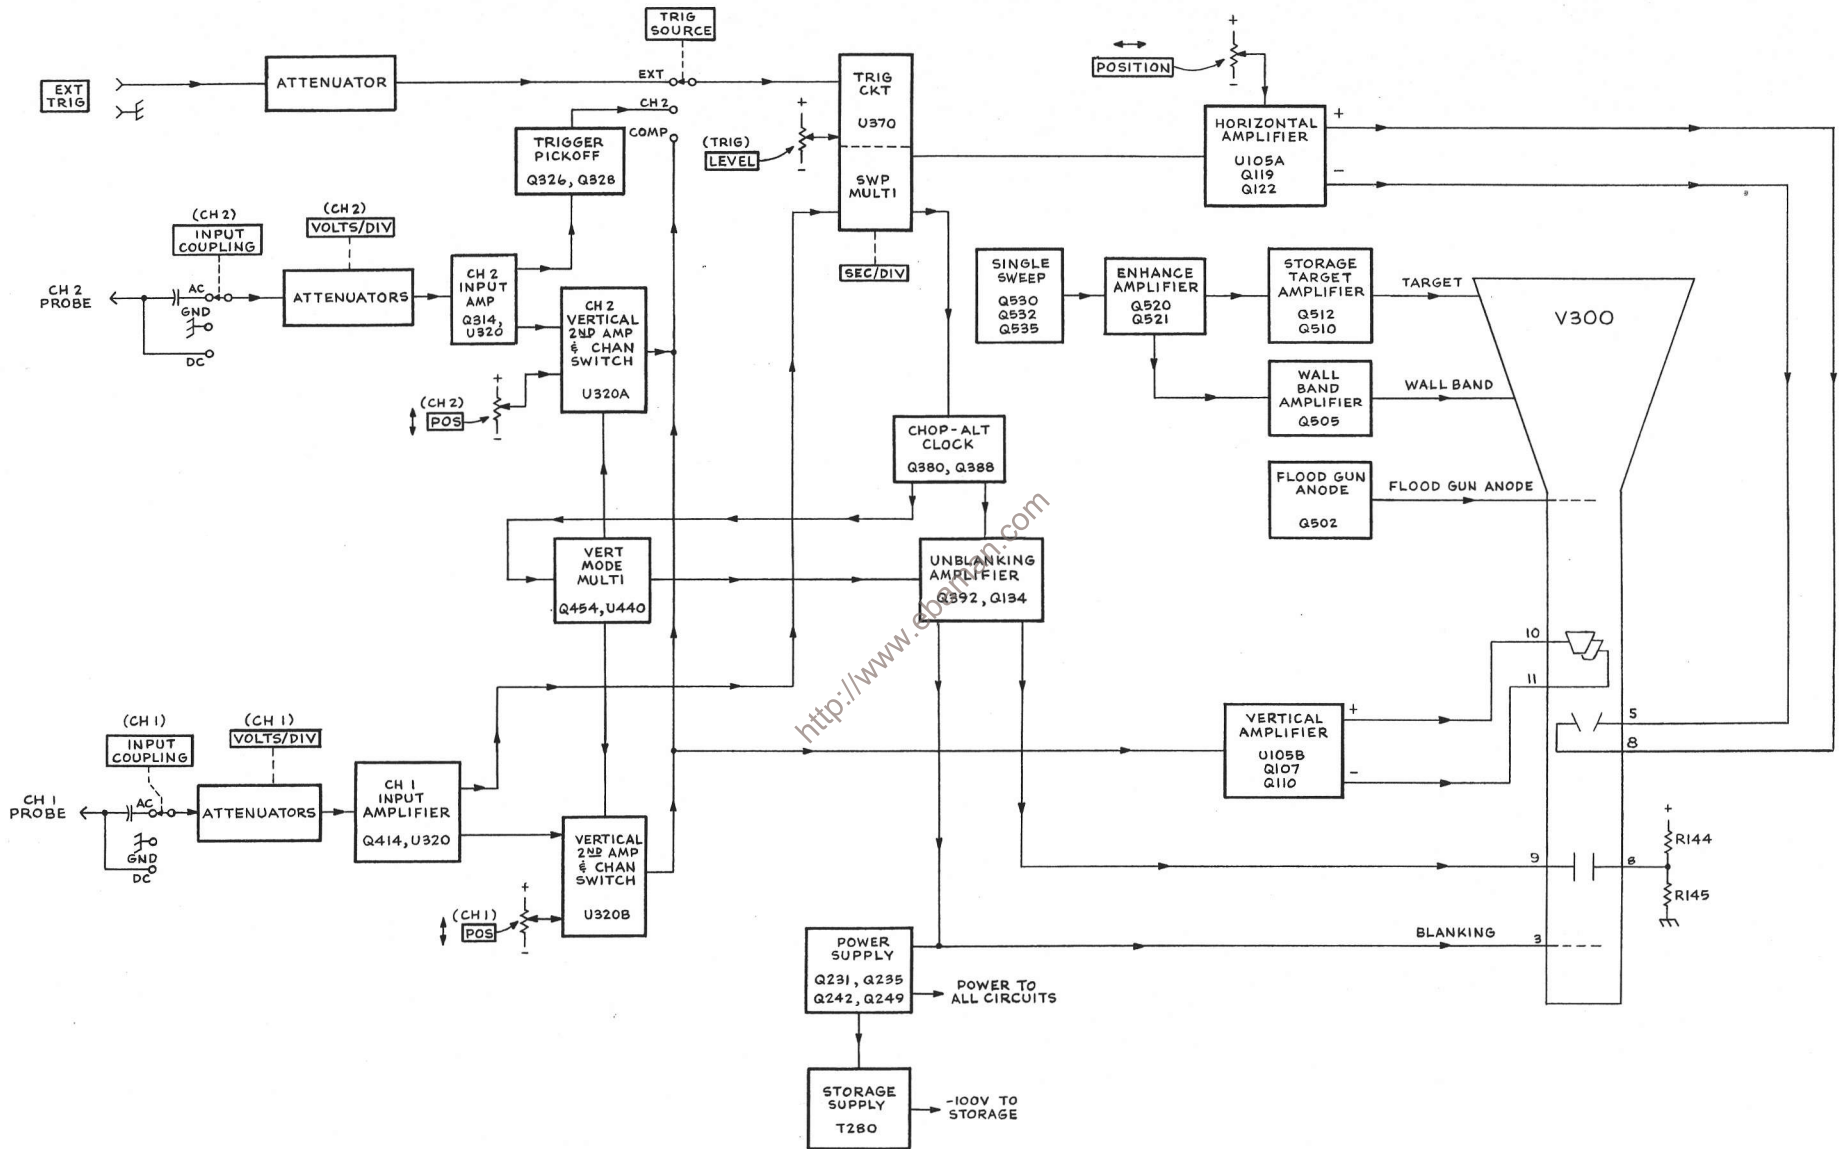 TRIG
SOURCE
EXT
TRIG
ATTENUATOR
EXT
CH 2
COMP
TRIGGER
PICKOFF
Q326, Q328
(TRIG)
LEVEL
+
-
TRIG
CKT
U370
SWP
MULTI
SEC/DIV
POSITION
+
-
HORIZONTAL
AMPLIFIER
U105A
Q119
Q122
+
-
CH 2
PROBE
AC
GND
DC
(CH 2)
INPUT
COUPLING
(CH 2)
VOLTS/DIV
ATTENUATORS
CH 2
INPUT
AMP
Q314,
U320
CH 2
VERTICAL
2ND AMP
& CHAN
SWITCH
U320A
(CH 2)
POS
+
-
SINGLE
SWEEP
Q530
Q532
Q535
ENHANCE
AMPLIFIER
Q520
Q521
STORAGE
TARGET
AMPLIFIER
Q512
Q510
TARGET
V300
WALL
BAND
AMPLIFIER
Q505
WALL BAND
FLOOD GUN
ANODE
Q502
FLOOD GUN ANODE
CHOP-ALT
CLOCK
Q380, Q388
VERT
MODE
MULTI
Q454, U440
UNBLANKING
AMPLIFIER
Q392, Q134
http://www.ebaman.com
10
11
5
8
VERTICAL
AMPLIFIER
U105B
Q107
Q110
+
-
CH 1
PROBE
AC
GND
DC
(CH 1)
INPUT
COUPLING
(CH 1)
VOLTS/DIV
ATTENUATORS
CH 1
INPUT
AMPLIFIER
Q414, U320
VERTICAL
2ND AMP
& CHAN
SWITCH
U320B
(CH 1)
POS
+
-
9
6
+
R144
R145
BLANKING
3
POWER
SUPPLY
Q231, Q235
Q242, Q249
POWER TO
ALL CIRCUITS
STORAGE
SUPPLY
T280
-100V TO
STORAGE